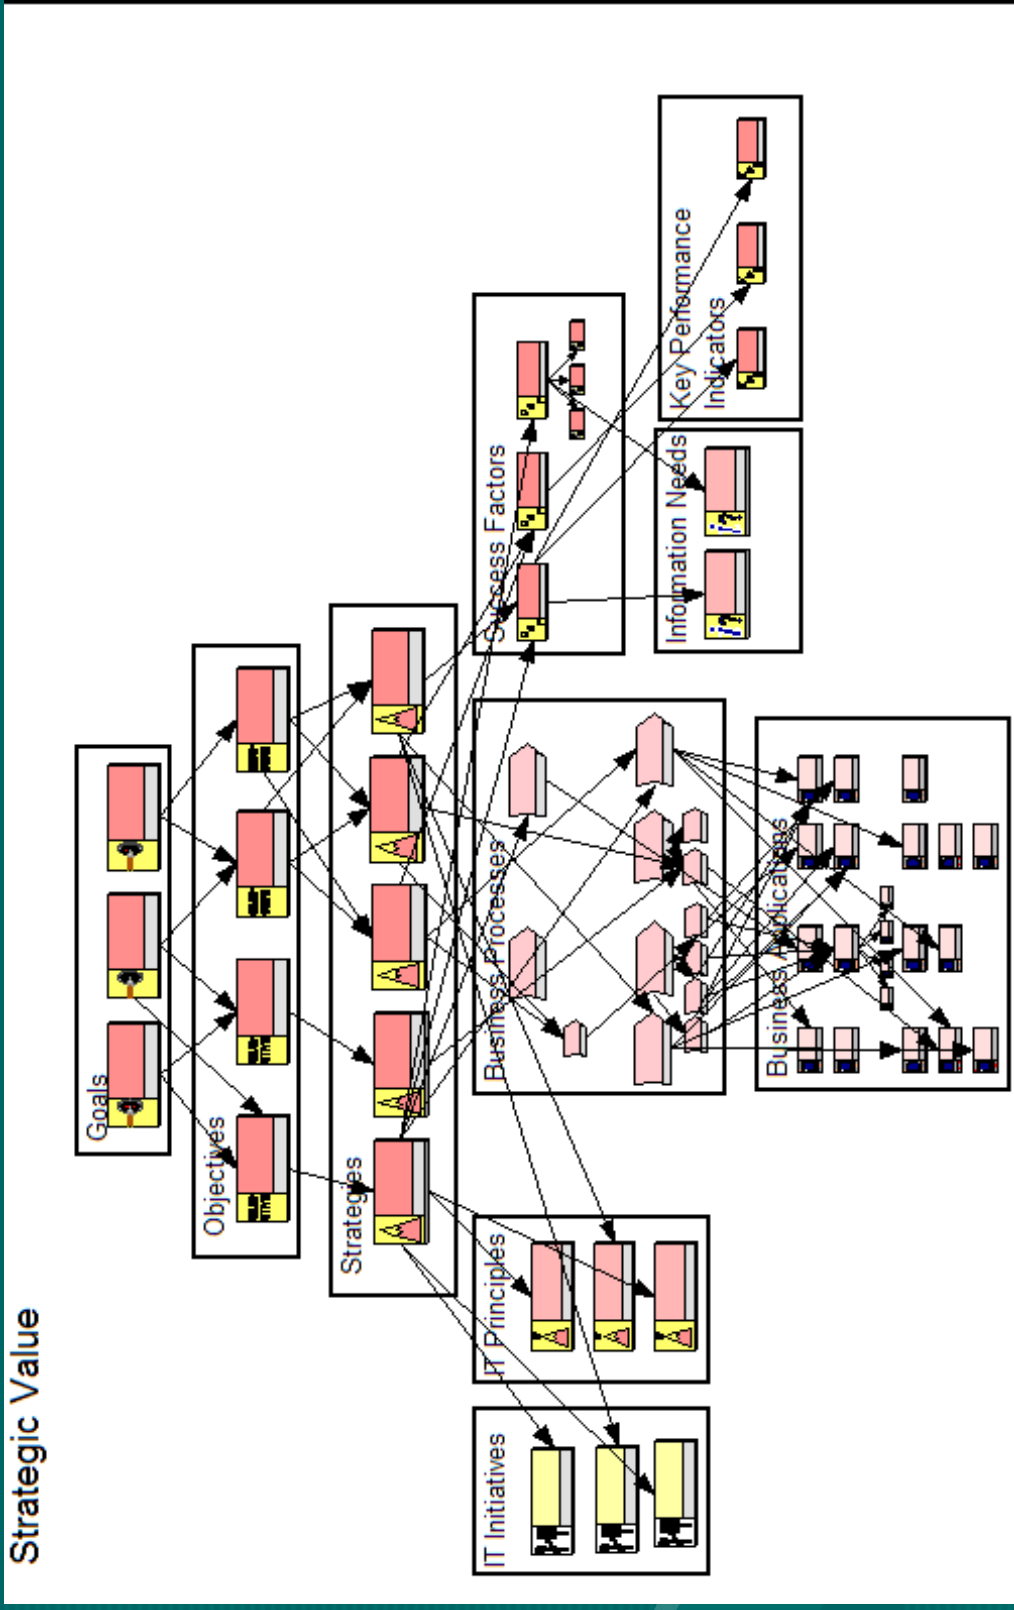 Strategic Value
Goals
Objectives
Strategies
IT Initiatives
IT Principles
Business Processes
Success Factors
Business Applications
Information Needs
Key Performance
Indicators